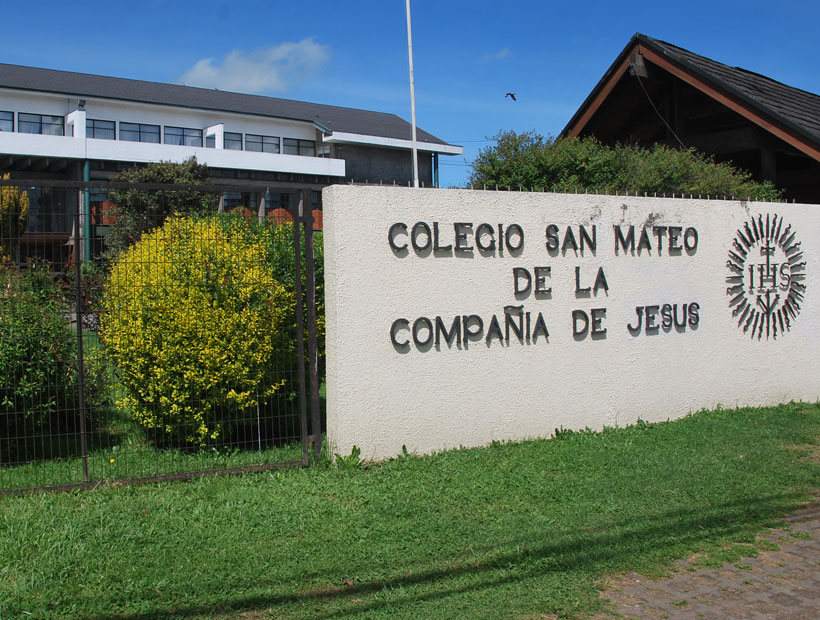 COLEGIO SAN MATEO
DE LA
COMPAÑIA DE JESUS
IHS